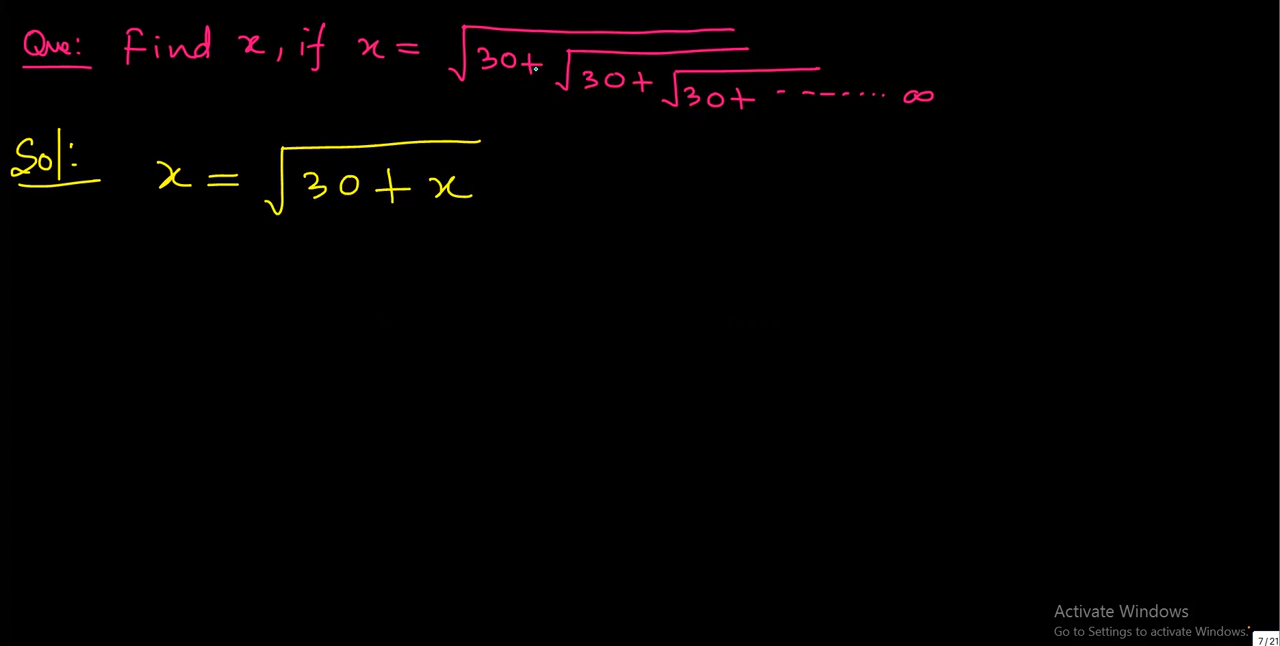 Que: Find x, if x = √(30+√(30+√(30+ - - - - ..... ∞
Sol: x = √(30 + x)
Activate Windows
Go to Settings to activate Windows.
7/21